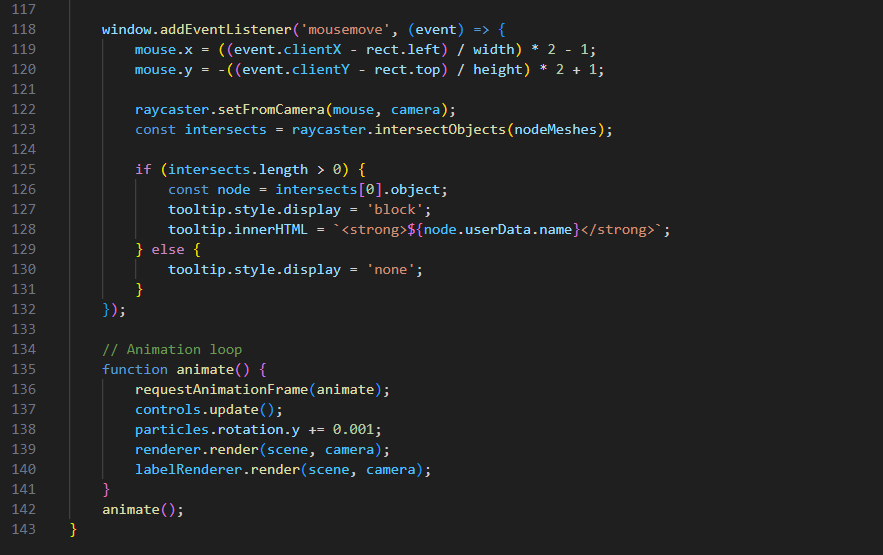 117
118 window.addEventListener('mousemove', (event) => {
119 mouse.x = ((event.clientX - rect.left) / width) * 2 - 1;
120 mouse.y = -((event.clientY - rect.top) / height) * 2 + 1;
121
122 raycaster.setFromCamera(mouse, camera);
123 const intersects = raycaster.intersectObjects(nodeMeshes);
124
125 if (intersects.length > 0) {
126 const node = intersects[0].object;
127 tooltip.style.display = 'block';
128 tooltip.innerHTML = `<strong>${node.userData.name}</strong>`;
129 } else {
130 tooltip.style.display = 'none';
131 }
132 });
133
134 // Animation loop
135 function animate() {
136 requestAnimationFrame(animate);
137 controls.update();
138 particles.rotation.y += 0.001;
139 renderer.render(scene, camera);
140 labelRenderer.render(scene, camera);
141 }
142 animate();
143 }